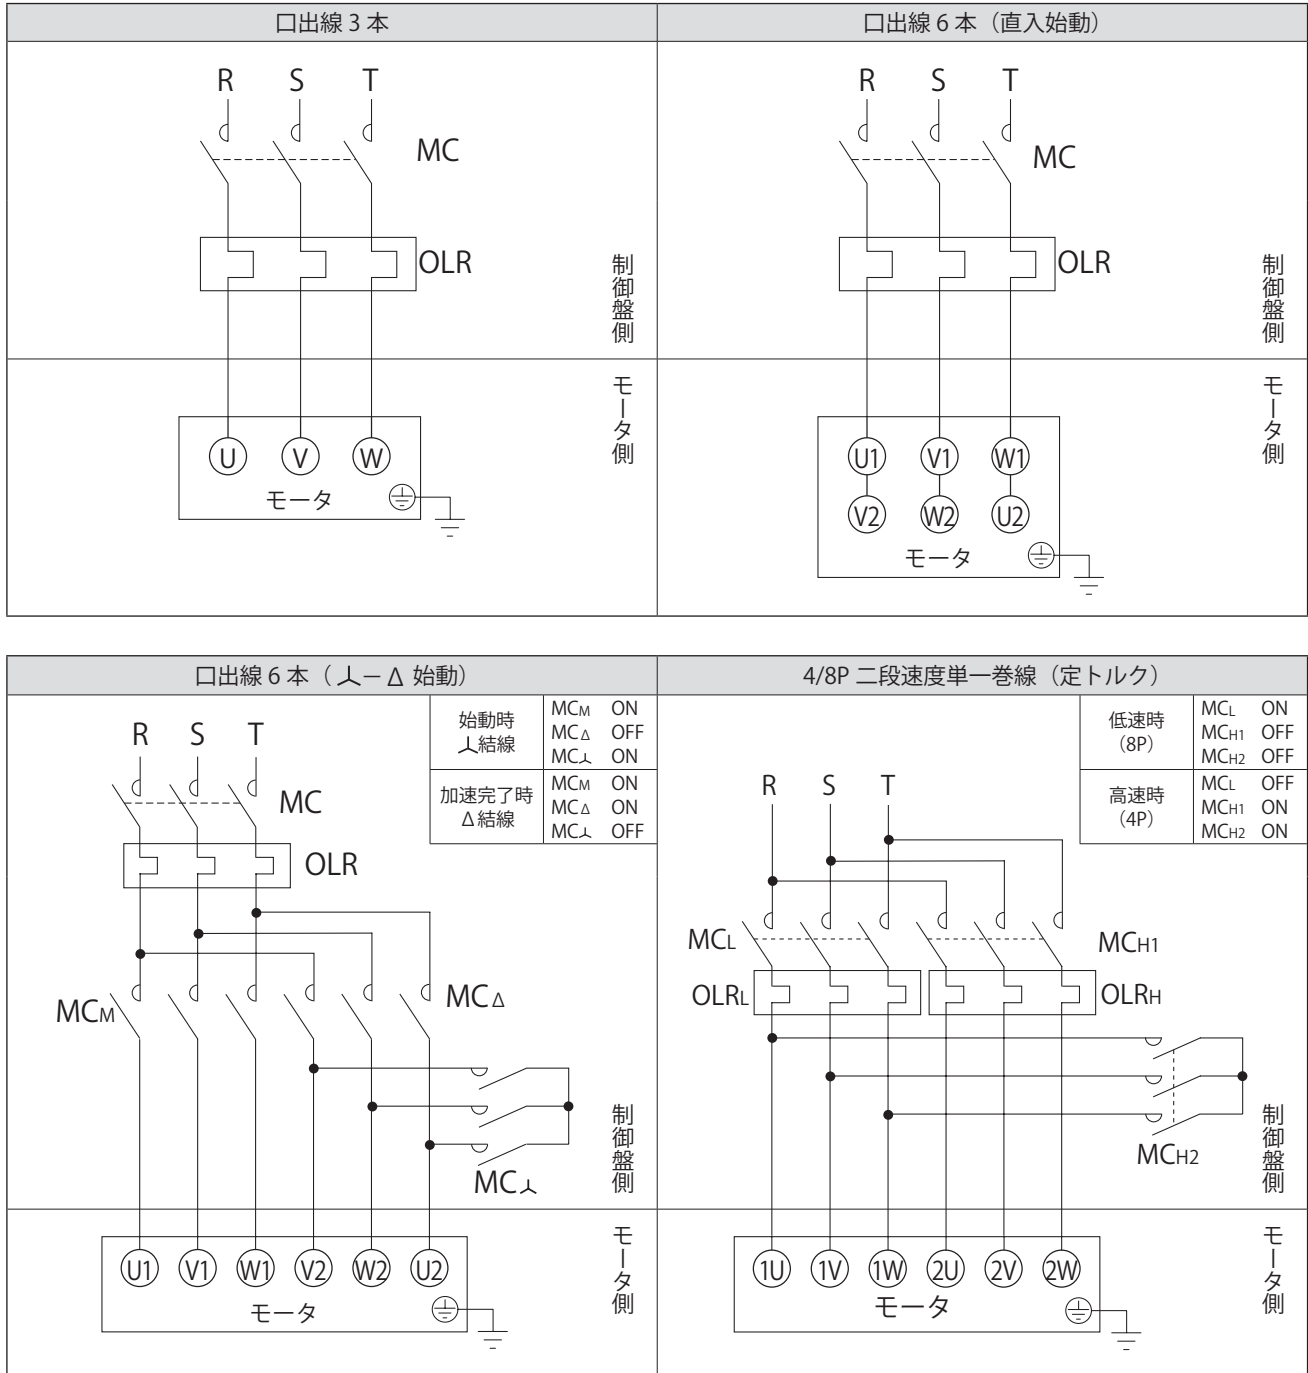 口出線 3 本
R S T
MC
OLR
制御盤側
モータ側
U V W
モータ
口出線 6 本（直入始動）
R S T
MC
OLR
制御盤側
モータ側
U1 V1 W1
V2 W2 U2
モータ
口出線 6 本（人－Δ 始動）
始動時
人結線
MCM ON
MCΔ OFF
MC人 ON
加速完了時
Δ結線
MCM ON
MCΔ ON
MC人 OFF
R S T
MC
OLR
MCM
MCΔ
MC人
制御盤側
モータ側
U1 V1 W1 V2 W2 U2
モータ
4/8P 二段速度単一巻線（定トルク）
低速時
（8P）
MCL ON
MCH1 OFF
MCH2 OFF
高速時
（4P）
MCL OFF
MCH1 ON
MCH2 ON
R S T
MCL
MCH1
OLRL
OLRH
MCH2
制御盤側
モータ側
1U 1V 1W 2U 2V 2W
モータ